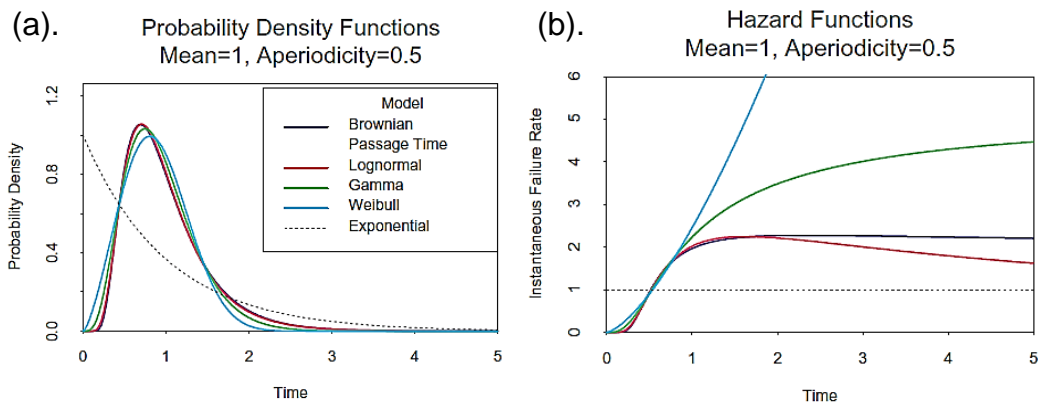 (a).
Probability Density Functions
Mean=1, Aperiodicity=0.5
Probability Density
1.2
0.8
0.4
0.0
Model
Brownian
Passage Time
Lognormal
Gamma
Weibull
Exponential
0 1 2 3 4 5
Time
(b).
Hazard Functions
Mean=1, Aperiodicity=0.5
Instantaneous Failure Rate
6
5
4
3
2
1
0
0 1 2 3 4 5
Time